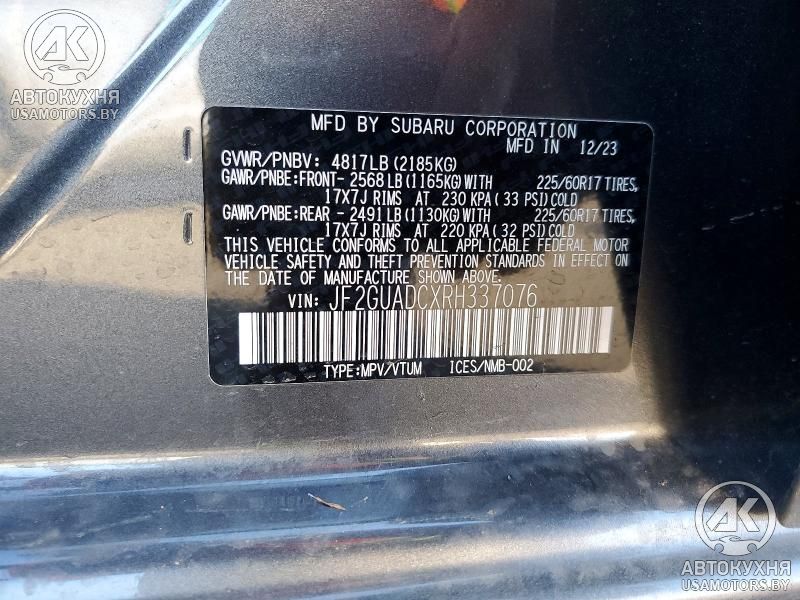 AK
АВТОКУХНЯ
USAMOTORS.BY
MFD BY SUBARU CORPORATION
MFD IN 12/23
GVWR/PNBV: 4817LB(2185KG)
GAWR/PNBE:FRONT-2568LB(1165KG)WITH 225/60R17 TIRES,
17X7J RIMS AT 230 KPA(33 PSI)COLD
GAWR/PNBE:REAR -2491LB(1130KG)WITH 225/60R17 TIRES,
17X7J RIMS AT 220 KPA(32 PSI)COLD
THIS VEHICLE CONFORMS TO ALL APPLICABLE FEDERAL MOTOR
VEHICLE SAFETY AND THEFT PREVENTION STANDARDS IN EFFECT ON
THE DATE OF MANUFACTURE SHOWN ABOVE.
VIN: JF2GUADCXRH337076
TYPE:MPV/VTUM ICES/NMB-002
AK
АВТОКУХНЯ
USAMOTORS.BY